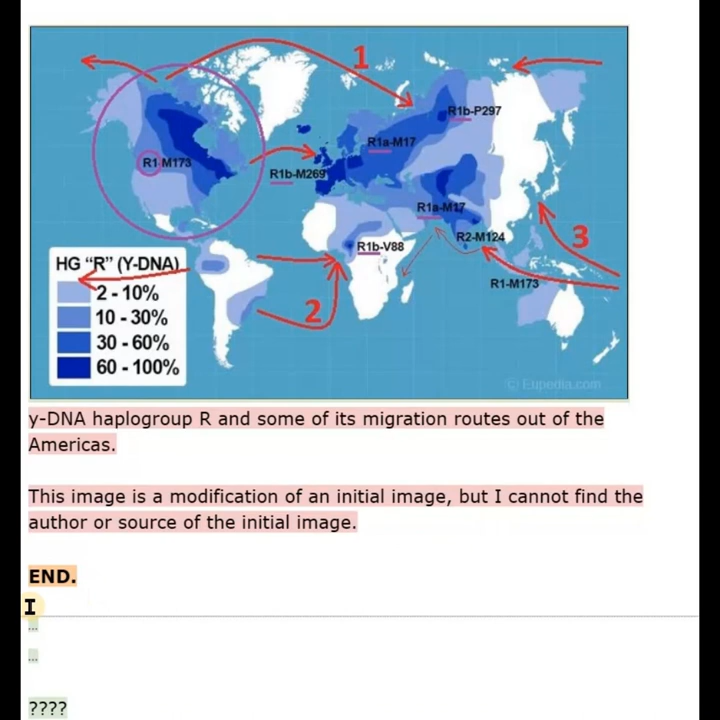 1
R1b-P297
R1a-M17
R1-M173
R1b-M269
R1a-M17
R2-M124
3
R1b-V88
HG “R” (Y-DNA)
R1-M173
2 - 10%
10 - 30%
2
30 - 60%
60 - 100%
© Eupedia.com
y-DNA haplogroup R and some of its migration routes out of the
Americas.
This image is a modification of an initial image, but I cannot find the
author or source of the initial image.
END.
...
...
????